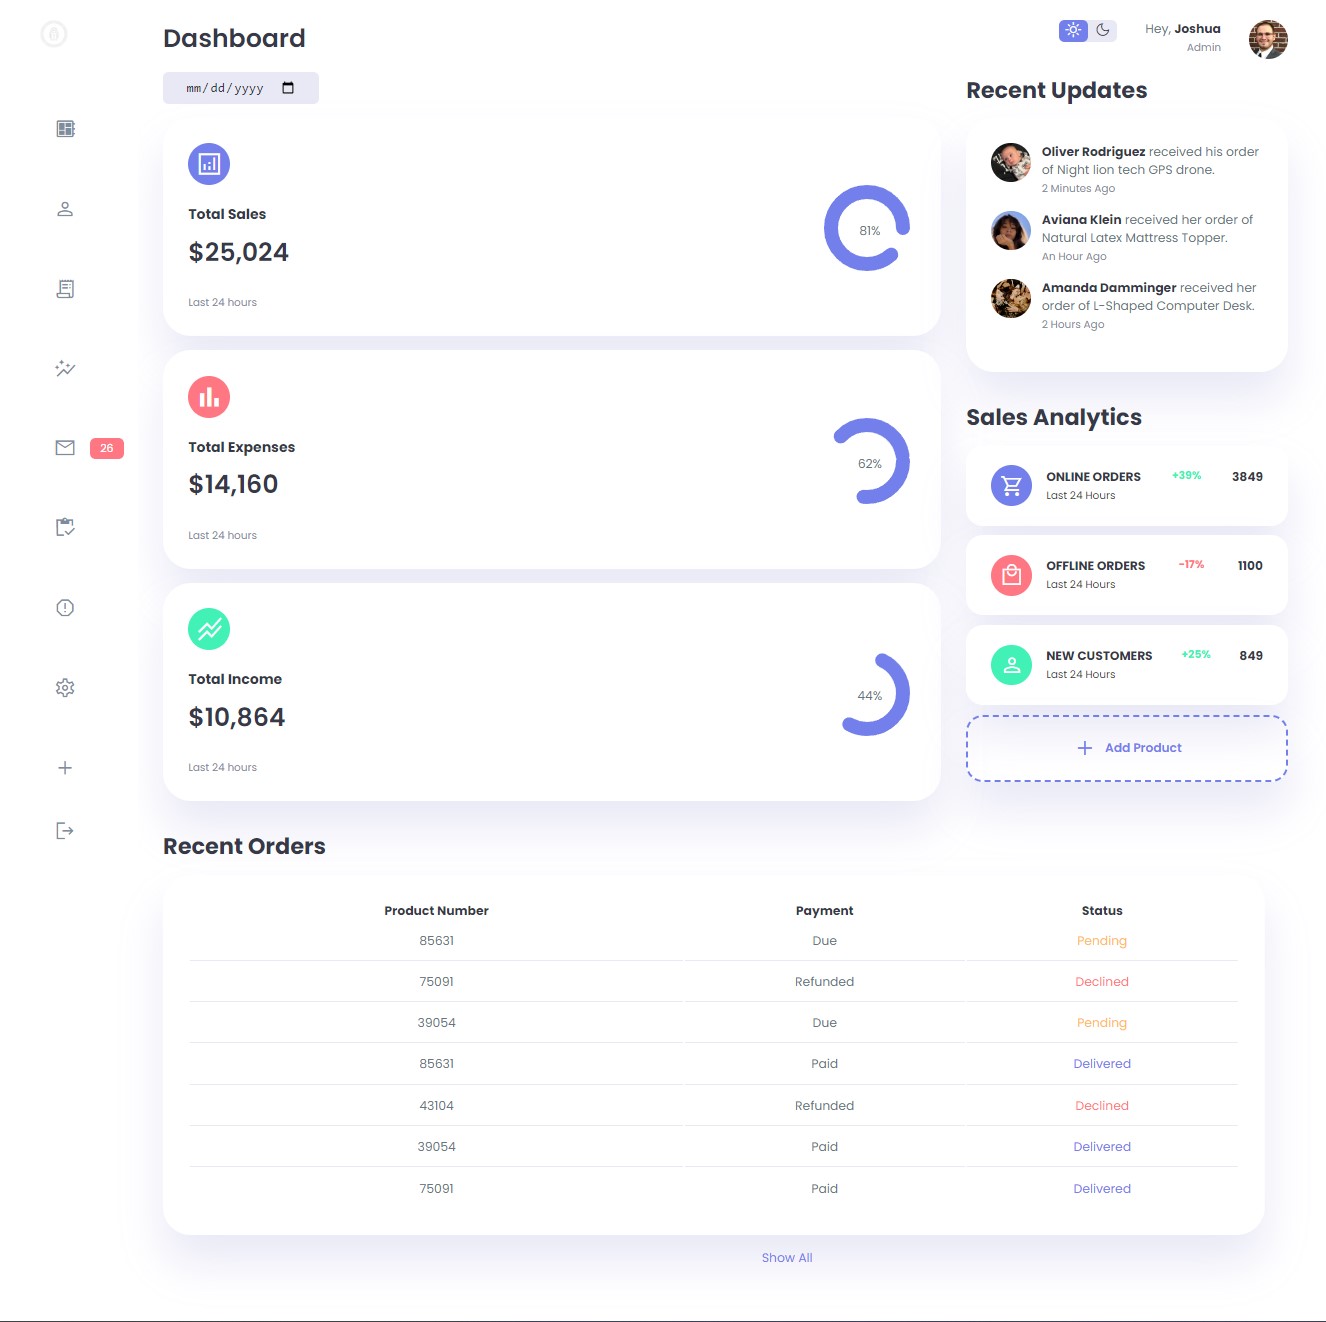 Dashboard
Hey, Joshua
Admin
mm/dd/yyyy
Total Sales
$25,024
81%
Last 24 hours
26
Total Expenses
$14,160
62%
Last 24 hours
Total Income
$10,864
44%
Last 24 hours
Recent Updates
Oliver Rodriguez received his order
of Night lion tech GPS drone.
2 Minutes Ago
Aviana Klein received her order of
Natural Latex Mattress Topper.
An Hour Ago
Amanda Damminger received her
order of L-Shaped Computer Desk.
2 Hours Ago
Sales Analytics
ONLINE ORDERS +39% 3849
Last 24 Hours
OFFLINE ORDERS -17% 1100
Last 24 Hours
NEW CUSTOMERS +25% 849
Last 24 Hours
Add Product
Recent Orders
Product Number Payment Status
85631 Due Pending
75091 Refunded Declined
39054 Due Pending
85631 Paid Delivered
43104 Refunded Declined
39054 Paid Delivered
75091 Paid Delivered
Show All